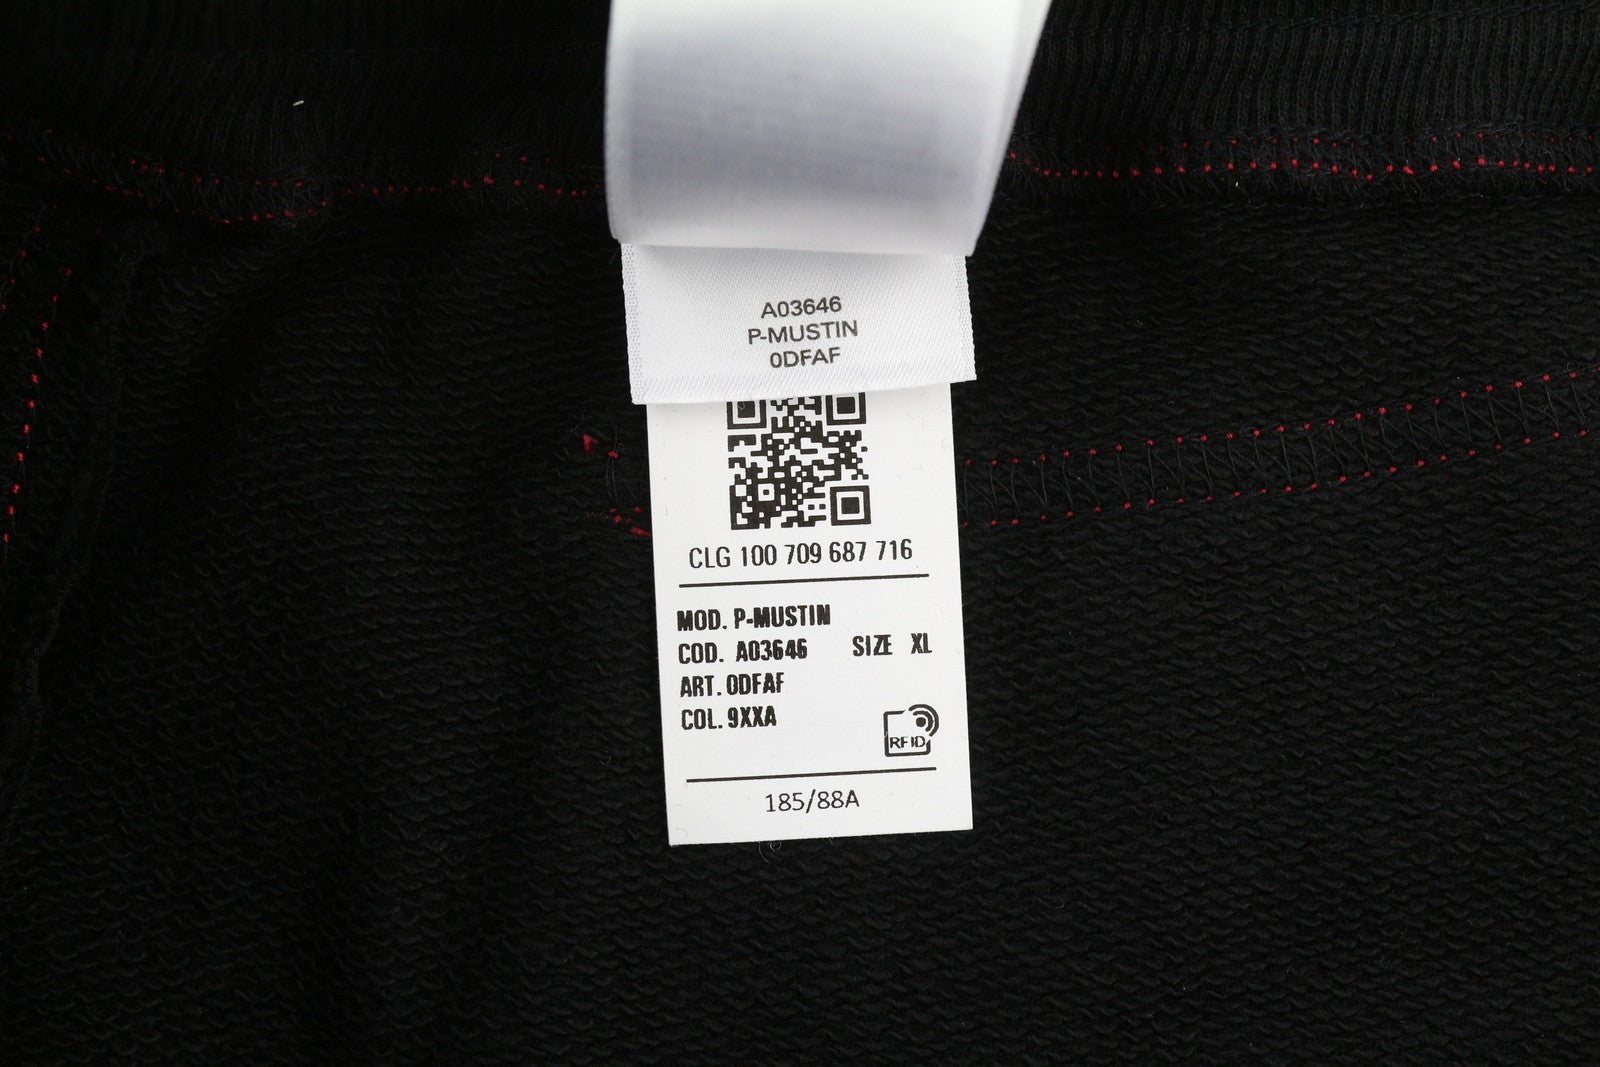 A03646
P-MUSTIN
0DFAF
CLG 100 709 687 716
MOD. P-MUSTIN
COD. A03646 SIZE XL
ART. 0DFAF
COL. 9XXA
RFID
185/88A